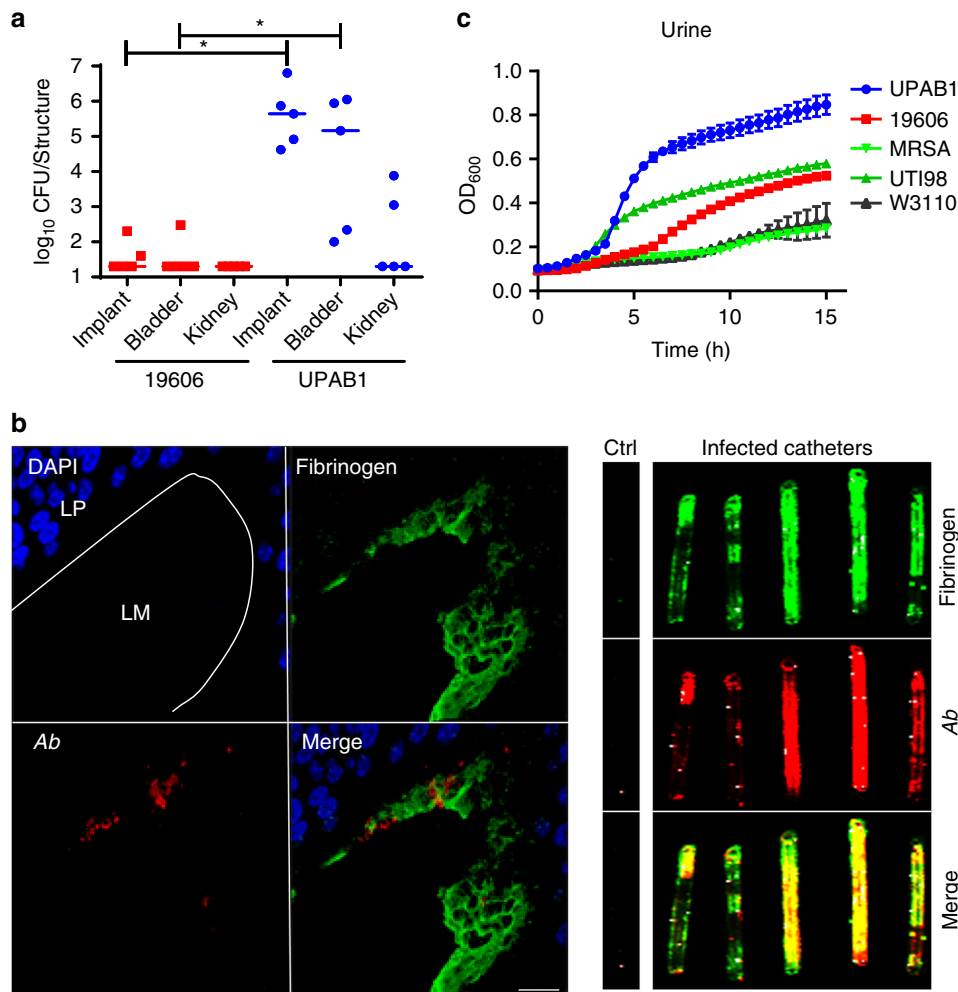 a
*
*
log10 CFU/Structure
7
6
5
4
3
2
1
Implant
Bladder
Kidney
Implant
Bladder
Kidney
19606
UPAB1
c
Urine
OD600
1.0
0.8
0.6
0.4
0.2
0.0
0
5
10
15
Time (h)
UPAB1
19606
MRSA
UTI98
W3110
b
DAPI
LP
LM
Fibrinogen
Ab
Merge
Ctrl
Infected catheters
Fibrinogen
Ab
Merge